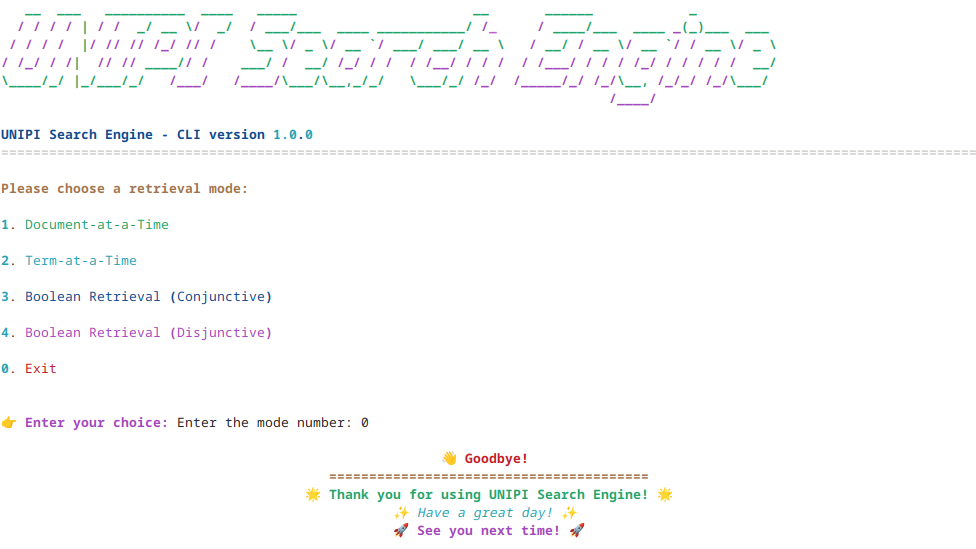 UNIPI Search Engine
UNIPI Search Engine - CLI version 1.0.0
Please choose a retrieval mode:
1. Document-at-a-Time
2. Term-at-a-Time
3. Boolean Retrieval (Conjunctive)
4. Boolean Retrieval (Disjunctive)
0. Exit
👉 Enter your choice: Enter the mode number: 0
👋 Goodbye!
🌟 Thank you for using UNIPI Search Engine! 🌟
✨ Have a great day! ✨
🚀 See you next time! 🚀